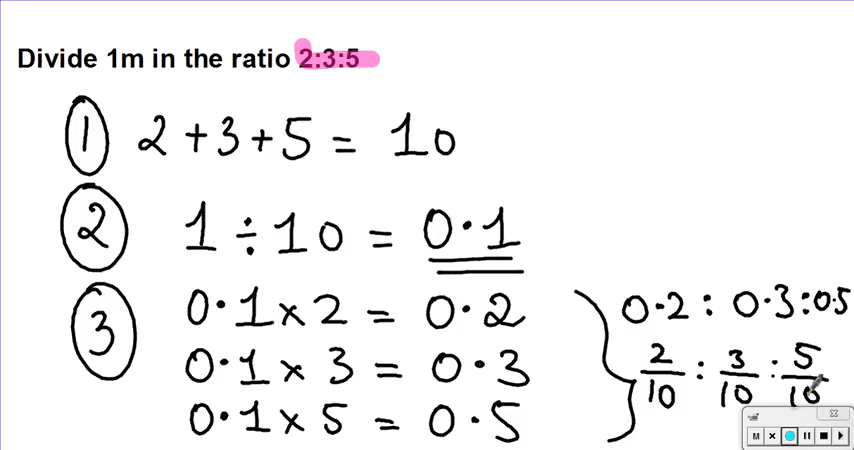 Divide 1m in the ratio 2:3:5
1 2 + 3 + 5 = 10
2 1 ÷ 10 = 0·1
3 0·1 × 2 = 0·2
0·1 × 3 = 0·3
0·1 × 5 = 0·5
0·2 : 0·3 : 0·5
2/10 : 3/10 : 5/10
M